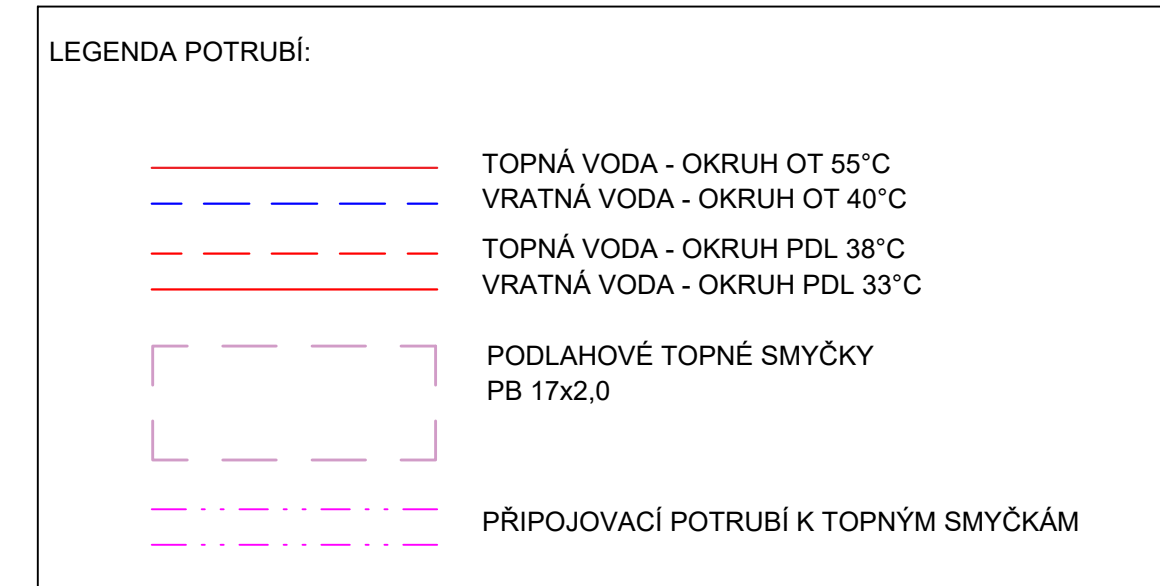 LEGENDA POTRUBÍ:
TOPNÁ VODA - OKRUH OT 55°C
VRATNÁ VODA - OKRUH OT 40°C
TOPNÁ VODA - OKRUH PDL 38°C
VRATNÁ VODA - OKRUH PDL 33°C
PODLAHOVÉ TOPNÉ SMYČKY
PB 17x2,0
PŘIPOJOVACÍ POTRUBÍ K TOPNÝM SMYČKÁM